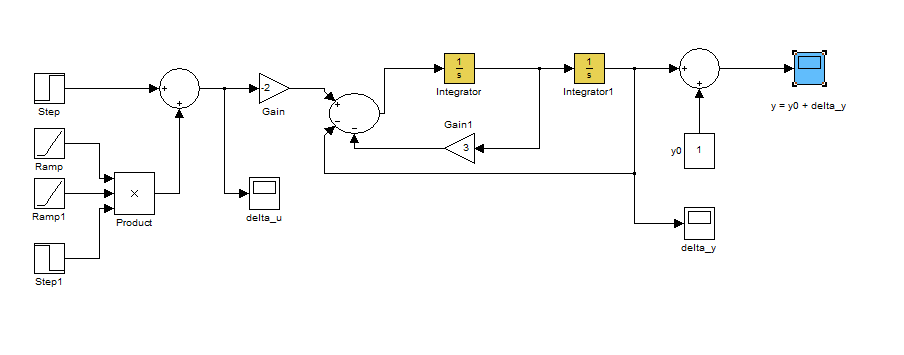 Step
Ramp
Ramp1
Step1
×
Product
+
+
delta_u
-2
Gain
+
−
−
1
s
Integrator
Gain1
3
1
s
Integrator1
+
+
y0
1
delta_y
y = y0 + delta_y